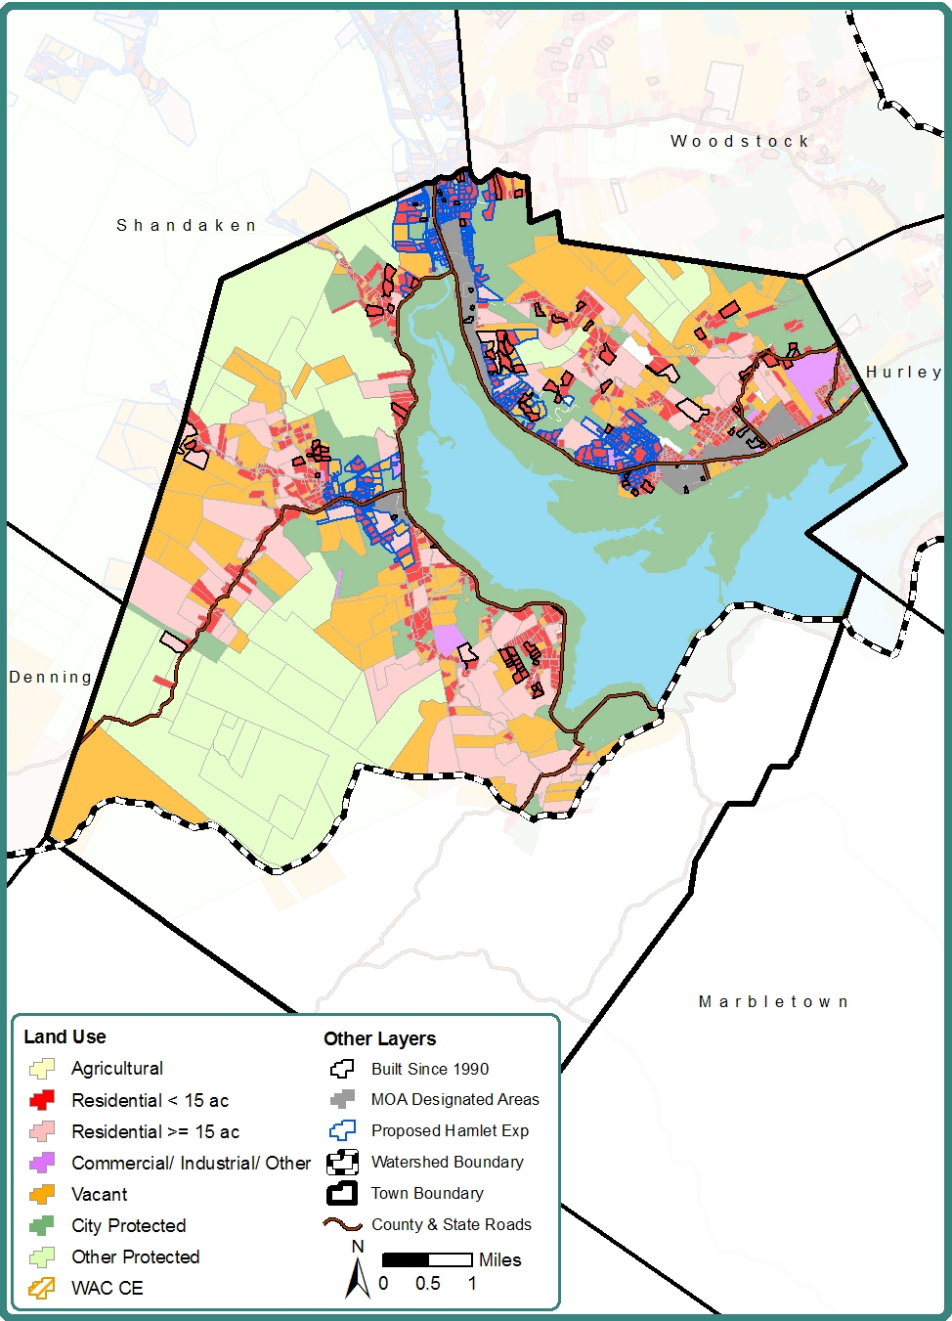 Woodstock
Shandaken
Hurley
Denning
Marbletown
Land Use
Agricultural
Residential < 15 ac
Residential >= 15 ac
Commercial/ Industrial/ Other
Vacant
City Protected
Other Protected
WAC CE
Other Layers
Built Since 1990
MOA Designated Areas
Proposed Hamlet Exp
Watershed Boundary
Town Boundary
County & State Roads
N
Miles
0 0.5 1